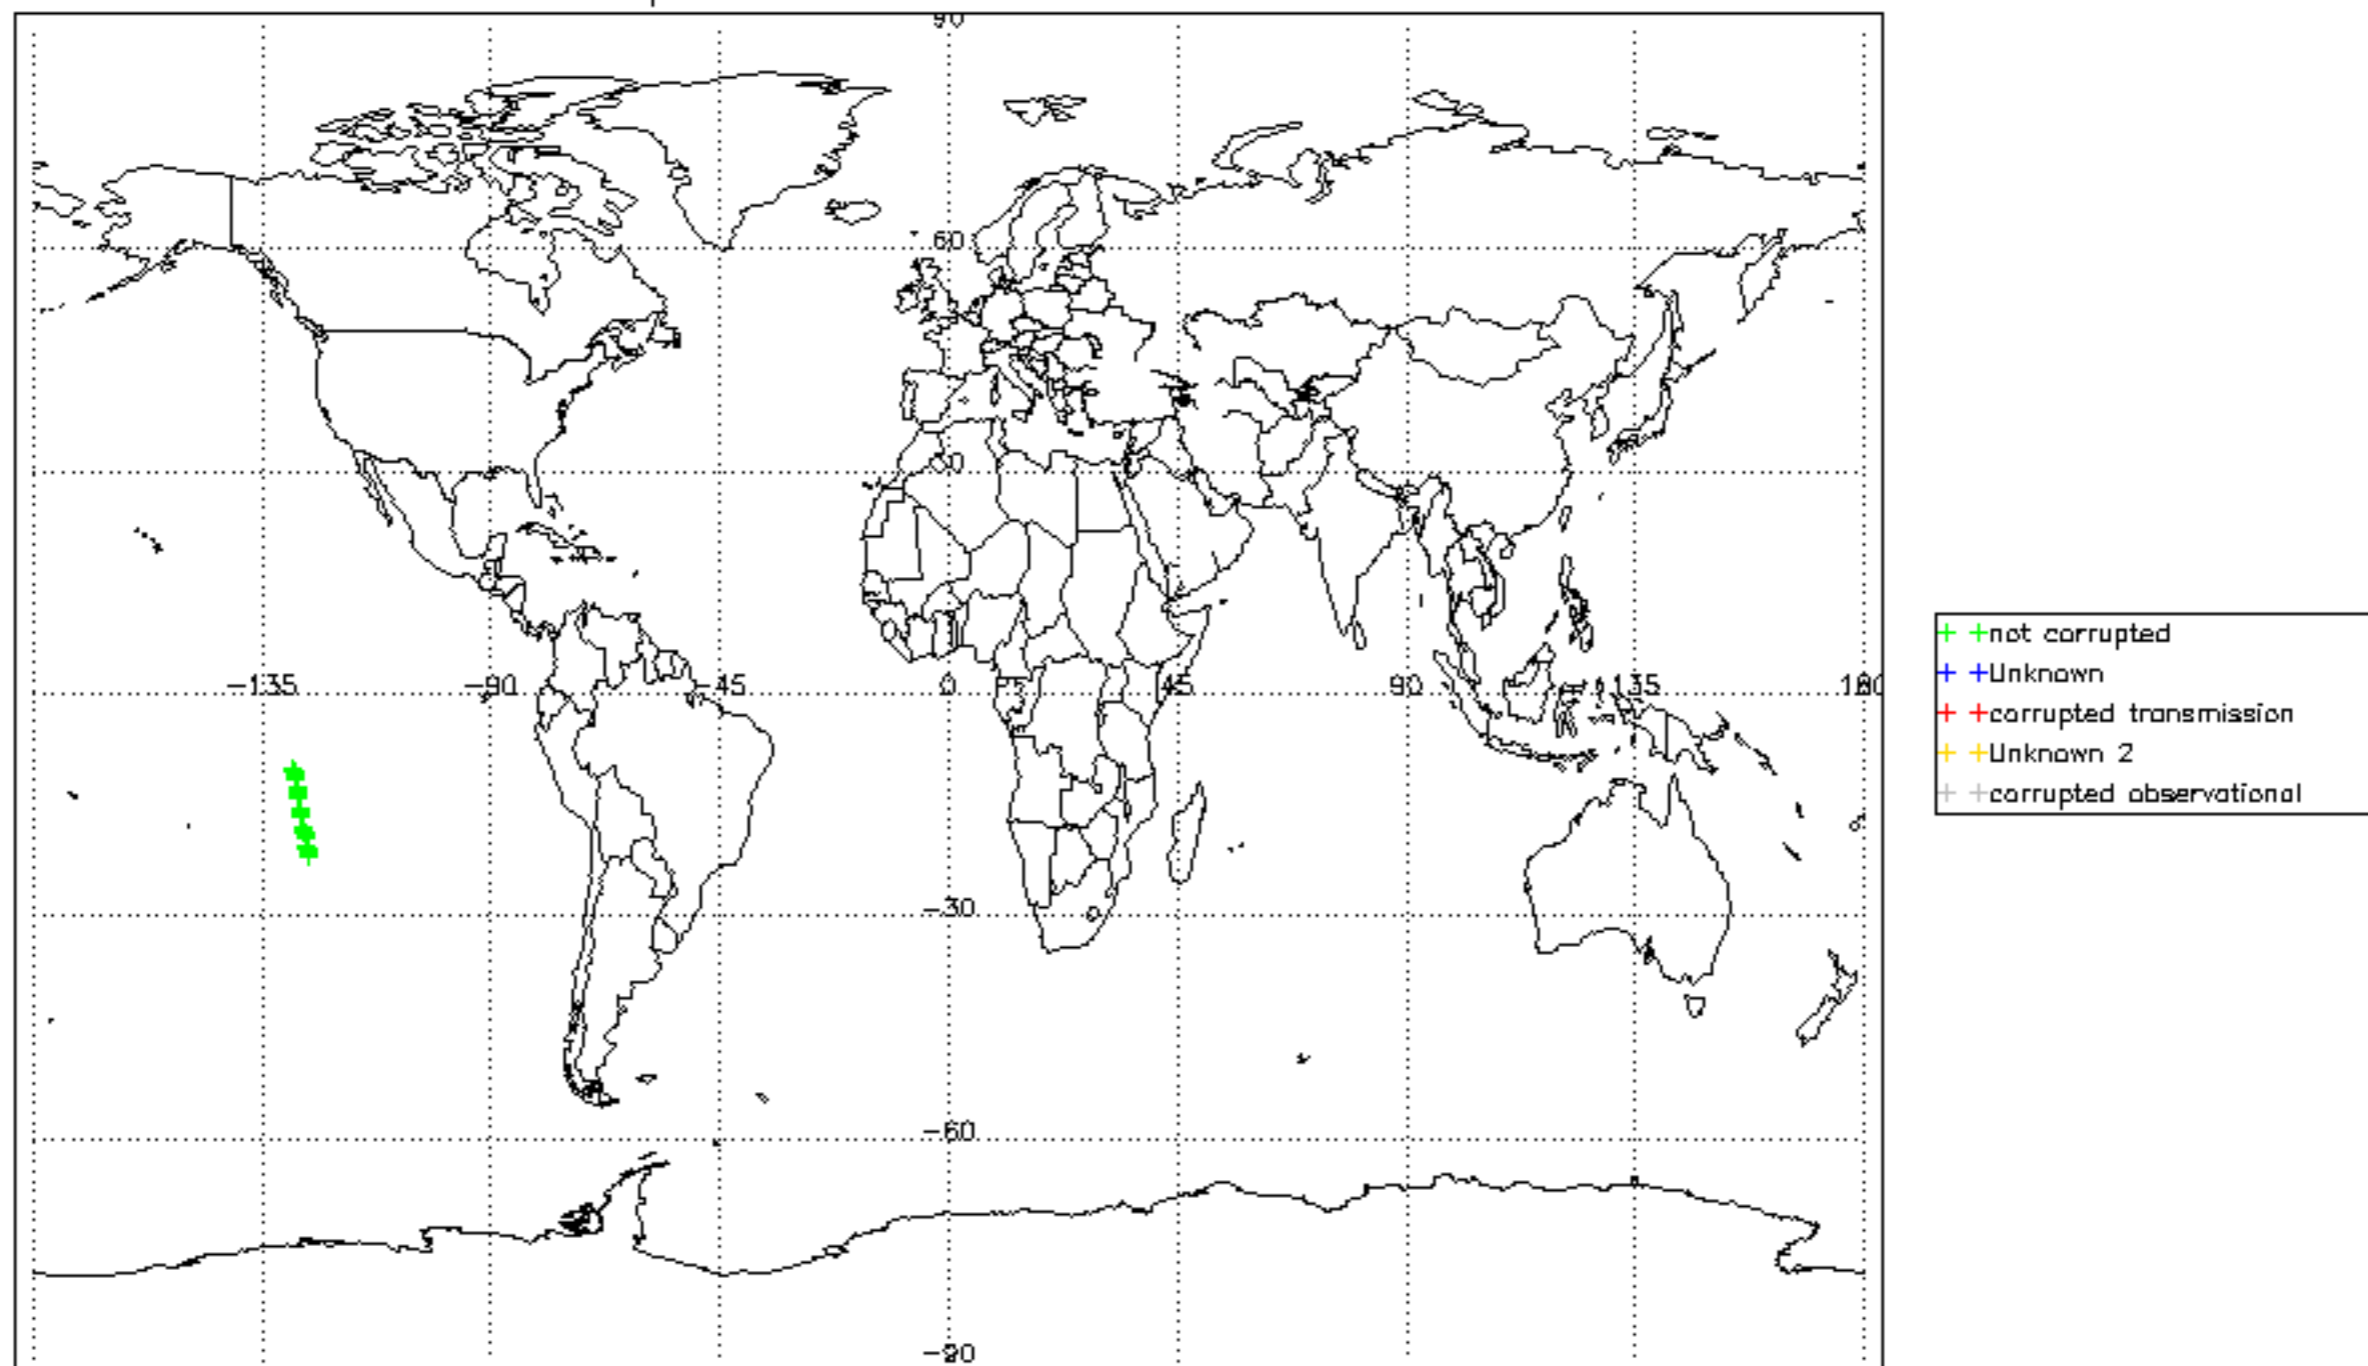 90
60
30
-135 -90 -45 0 45 90 135 180
-30
-60
-90
not corrupted
Unknown
corrupted transmission
Unknown 2
corrupted observational